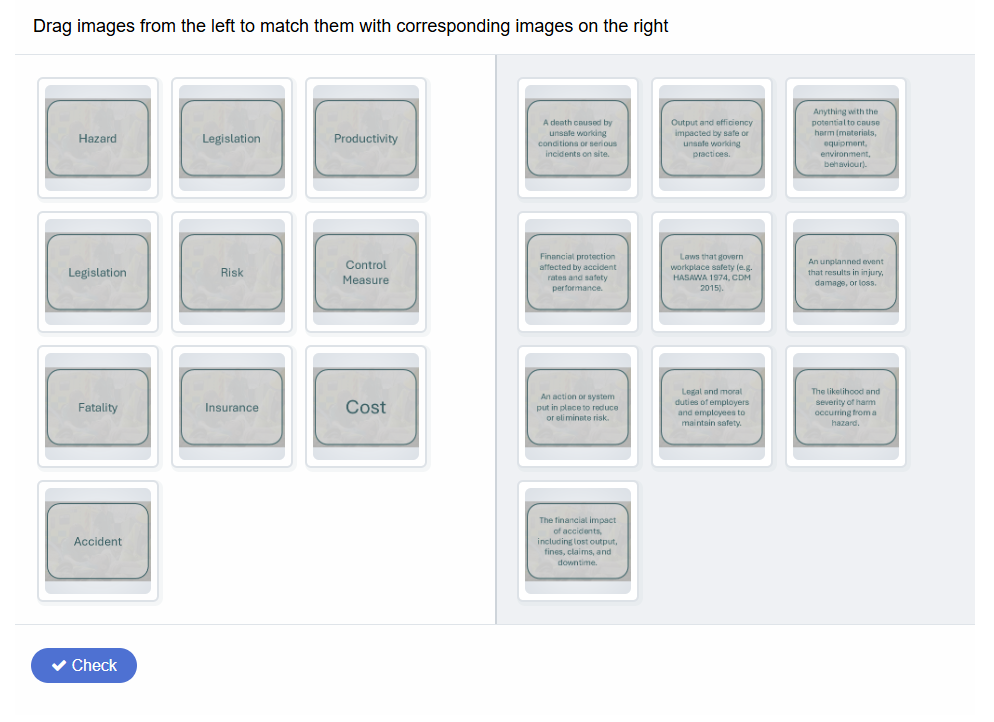 Drag images from the left to match them with corresponding images on the right
Hazard
Legislation
Productivity
Legislation
Risk
Control
Measure
Fatality
Insurance
Cost
Accident
A death caused by
unsafe working
conditions or serious
incidents on site.
Output and efficiency
impacted by safe or
unsafe working
practices.
Anything with the
potential to cause
harm (materials,
equipment,
environment,
behaviour).
Financial protection
affected by accident
rates and safety
performance.
Laws that govern
workplace safety (e.g.
HASAWA 1974, CDM
2015).
An unplanned event
that results in injury,
damage, or loss.
An action or system
put in place to reduce
or eliminate risk.
Legal and moral
duties of employers
and employees to
maintain safety.
The likelihood and
severity of harm
occurring from a
hazard.
The financial impact
of accidents,
including lost output,
fines, claims, and
downtime.
Check